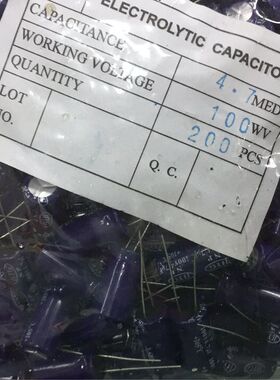 ELECTROLYTIC CAPACITO
CAPACITANCE 4.7 MFD
WORKING VOLTAGE 100 WV
QUANTITY 200 PCS
LOT
NO.
Q. C.